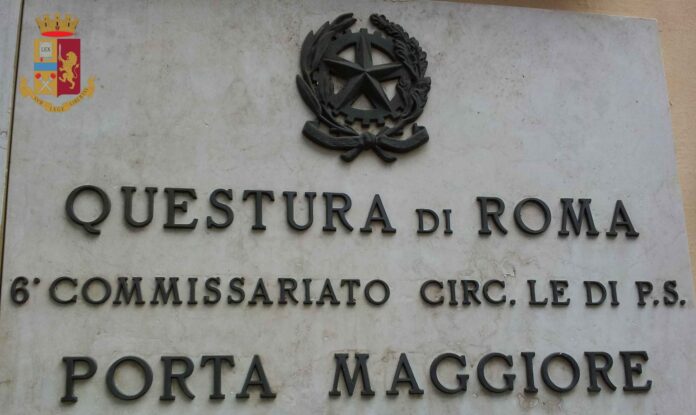 QUESTURA DI ROMA
6° COMMISSARIATO CIRC. LE DI P.S.
PORTA MAGGIORE